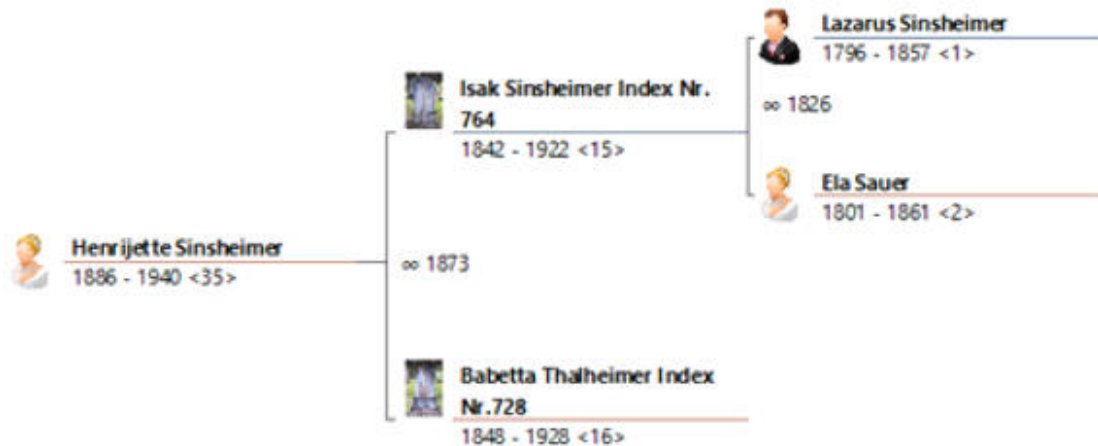 Lazarus Sinsheimer
1796 - 1857 <1>
Isak Sinsheimer Index Nr.
764
1842 - 1922 <15>
∞ 1826
Ela Sauer
1801 - 1861 <2>
Henrijette Sinsheimer
1886 - 1940 <35>
∞ 1873
Babetta Thalheimer Index
Nr.728
1848 - 1928 <16>